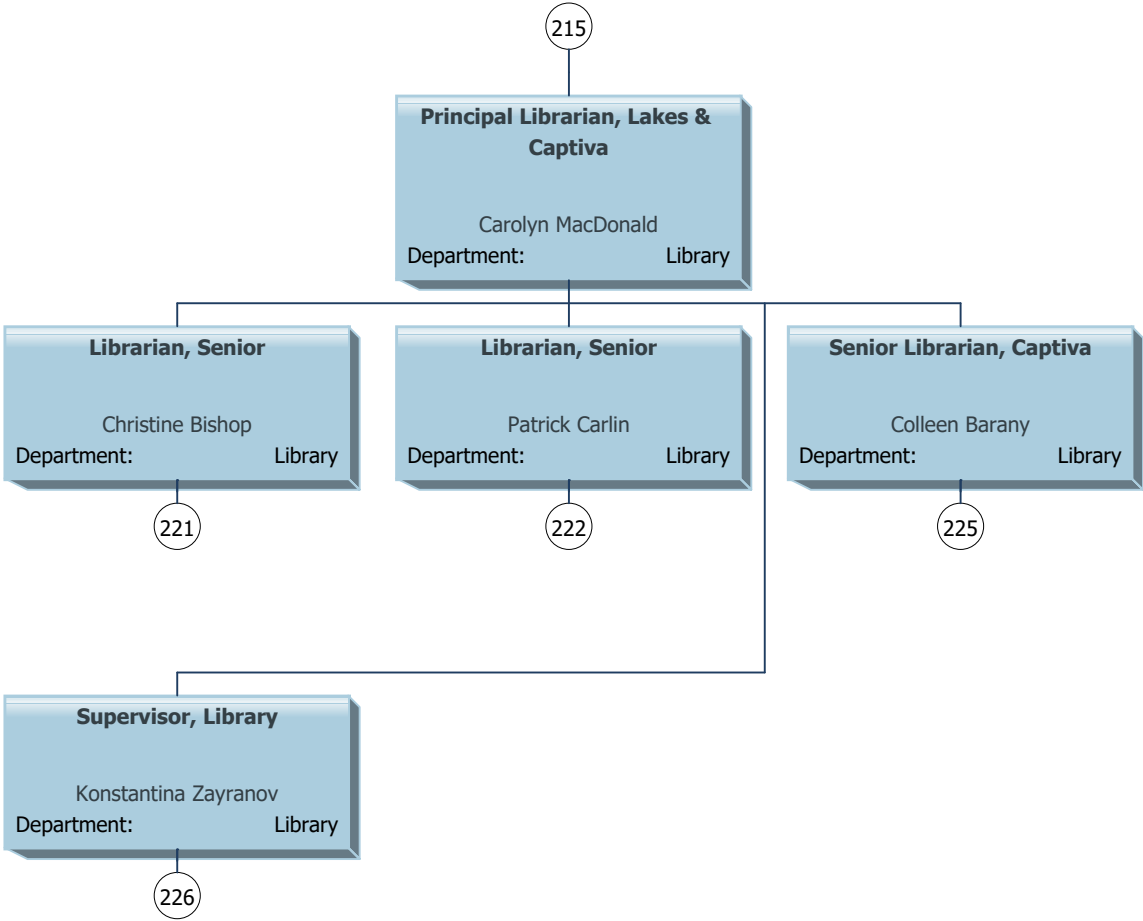 215
Principal Librarian, Lakes &
Captiva
Carolyn MacDonald
Department: Library
Librarian, Senior
Christine Bishop
Department: Library
221
Librarian, Senior
Patrick Carlin
Department: Library
222
Senior Librarian, Captiva
Colleen Barany
Department: Library
225
Supervisor, Library
Konstantina Zayranov
Department: Library
226